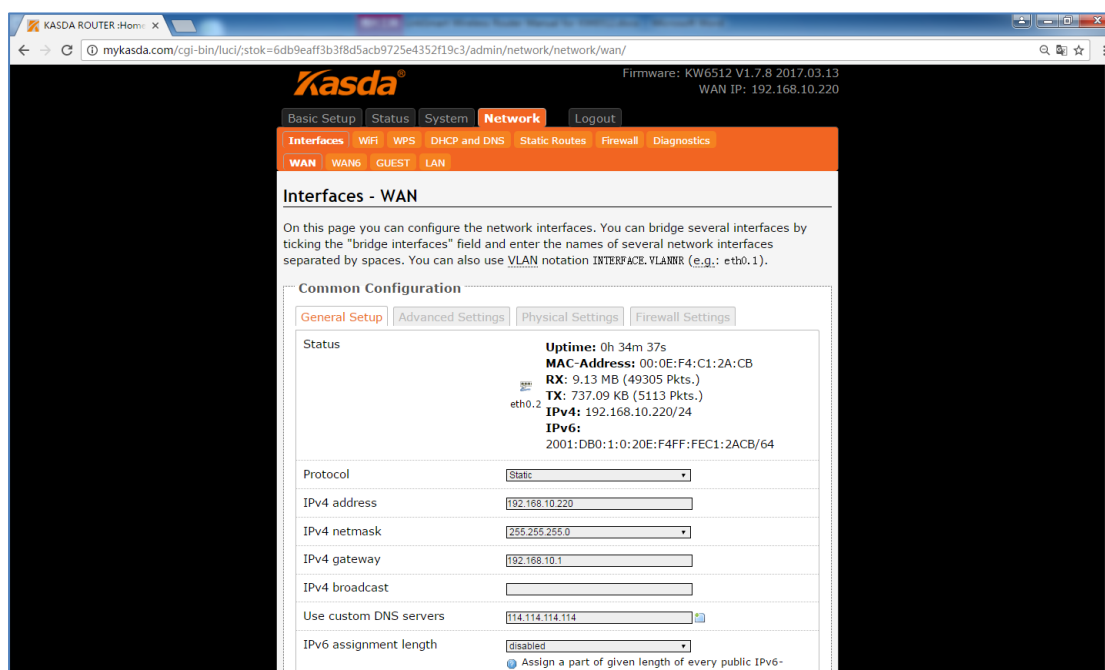 KASDA ROUTER :Home
mykasda.com/cgi-bin/luci/;stok=6db9eaff3b3f8d5acb9725e4352f19c3/admin/network/network/wan/
Kasda®
Firmware: KW6512 V1.7.8 2017.03.13
WAN IP: 192.168.10.220
Basic Setup Status System Network Logout
Interfaces WiFi WPS DHCP and DNS Static Routes Firewall Diagnostics
WAN WAN6 GUEST LAN
Interfaces - WAN
On this page you can configure the network interfaces. You can bridge several interfaces by
ticking the "bridge interfaces" field and enter the names of several network interfaces
separated by spaces. You can also use VLAN notation INTERFACE.VLANNR (e.g.: eth0.1).
Common Configuration
General Setup Advanced Settings Physical Settings Firewall Settings
Status
Uptime: 0h 34m 37s
MAC-Address: 00:0E:F4:C1:2A:CB
RX: 9.13 MB (49305 Pkts.)
TX: 737.09 KB (5113 Pkts.)
eth0.2
IPv4: 192.168.10.220/24
IPv6:
2001:DB0:1:0:20E:F4FF:FEC1:2ACB/64
Protocol Static
IPv4 address 192.168.10.220
IPv4 netmask 255.255.255.0
IPv4 gateway 192.168.10.1
IPv4 broadcast
Use custom DNS servers 114.114.114.114
IPv6 assignment length disabled
Assign a part of given length of every public IPv6-